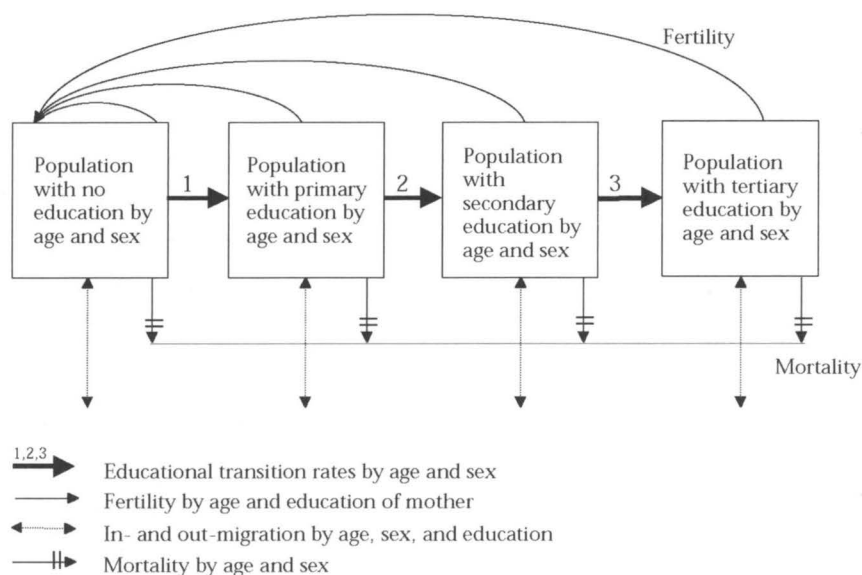 Fertility
Population
with no
education by
age and sex
1
Population
with primary
education by
age and sex
2
Population
with
secondary
education by
age and sex
3
Population
with tertiary
education by
age and sex
Mortality
1,2,3
Educational transition rates by age and sex
Fertility by age and education of mother
In- and out-migration by age, sex, and education
Mortality by age and sex